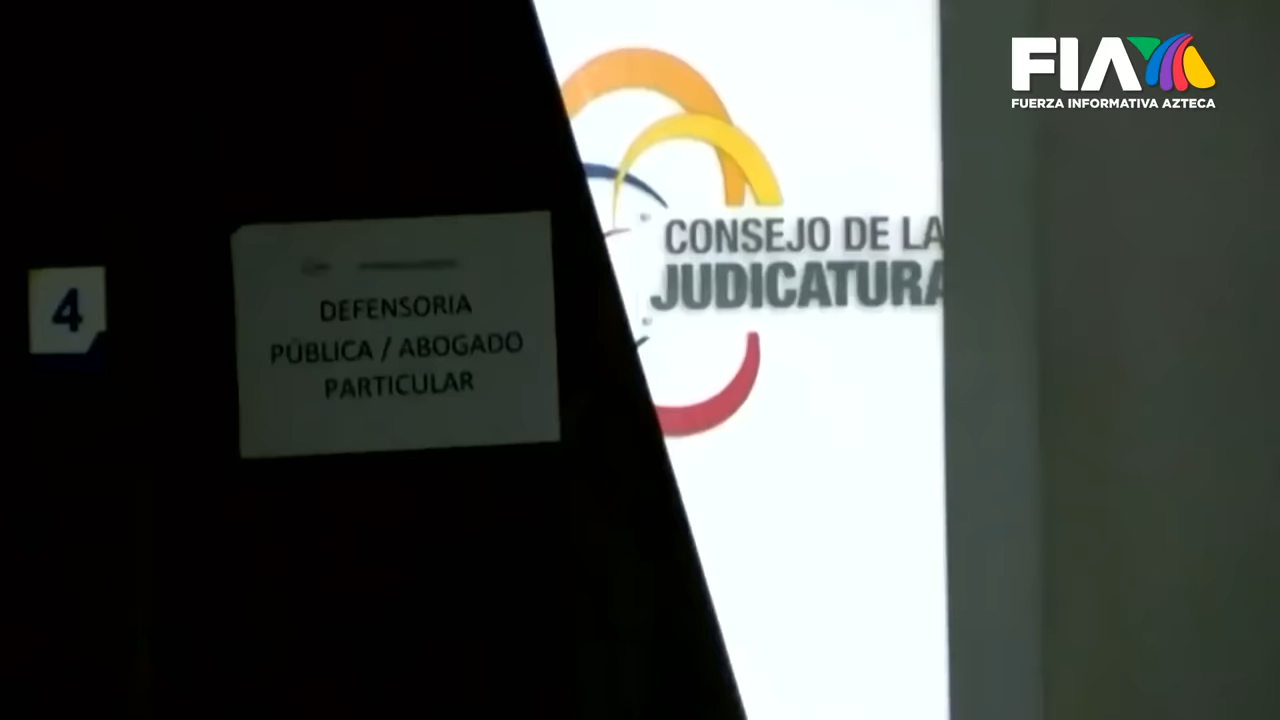 FIA
FUERZA INFORMATIVA AZTECA
CONSEJO DE LA
JUDICATURA
4
DEFENSORIA
PÚBLICA / ABOGADO
PARTICULAR